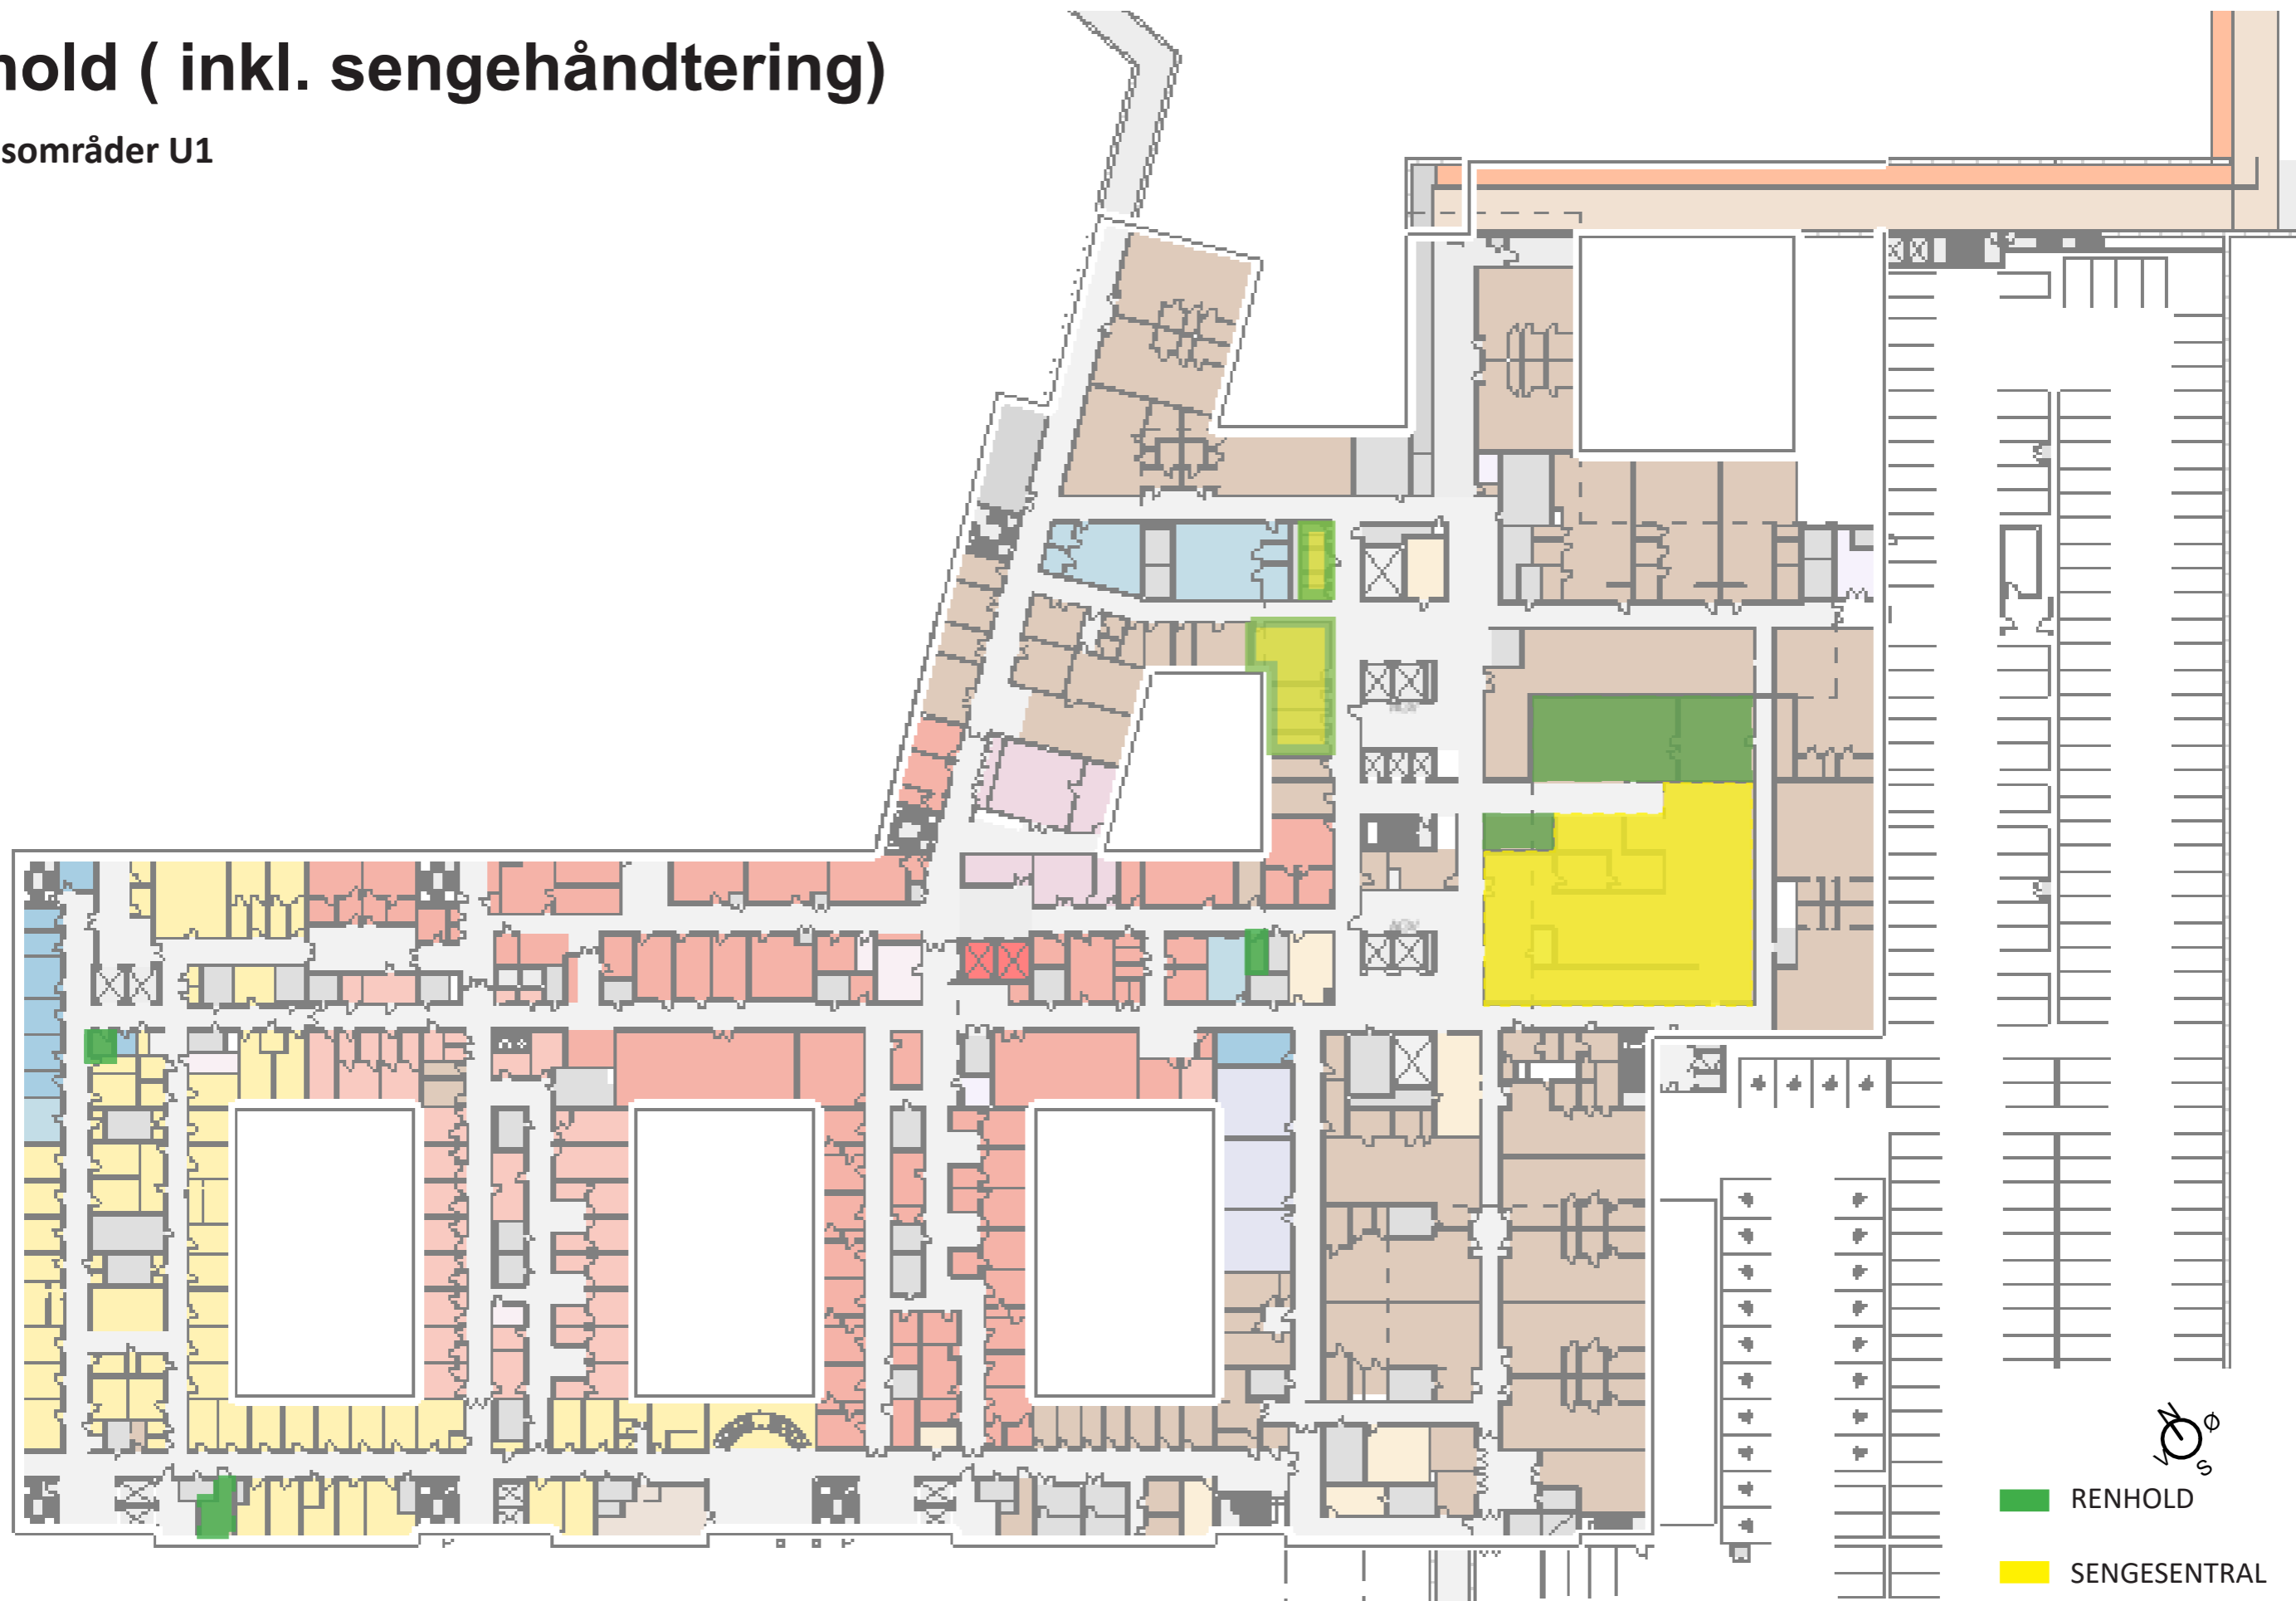 hold ( inkl. sengehåndtering)
sområder U1
N
Ø
V
S
RENHOLD
SENGESENTRAL